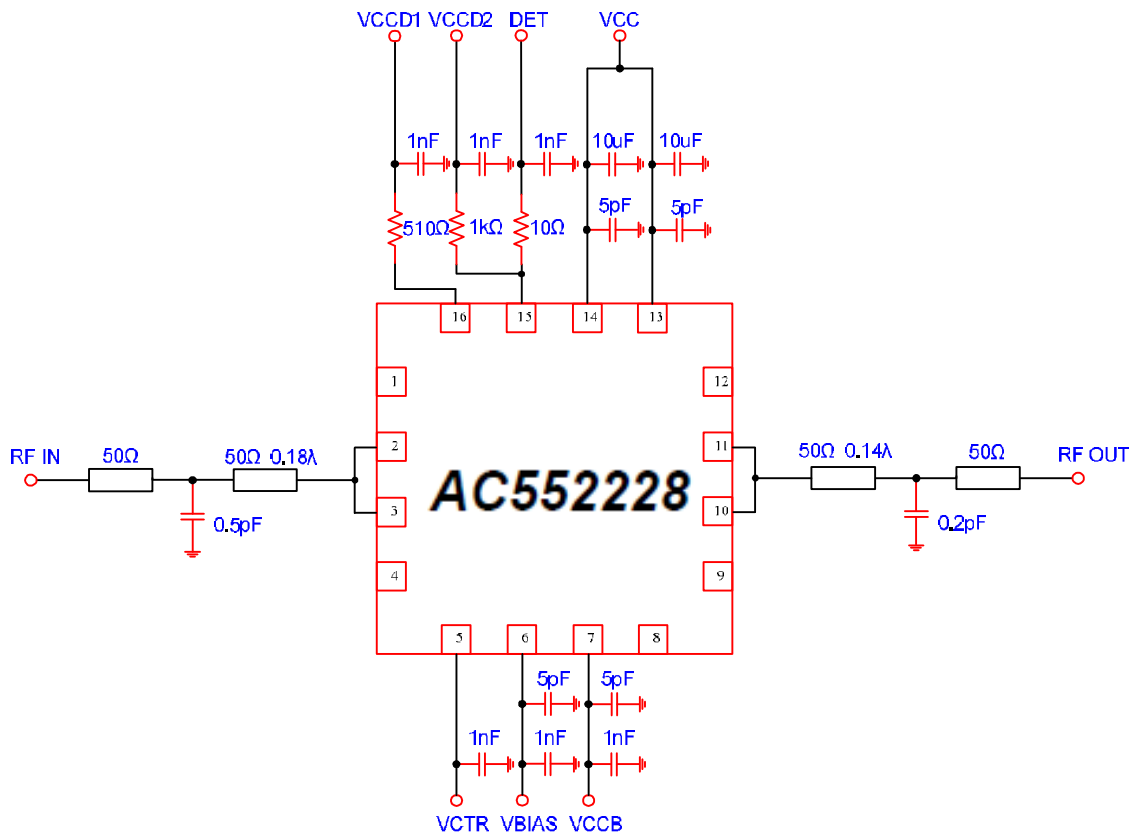 VCCD1 VCCD2 DET VCC
1nF 1nF 1nF 10uF 10uF
5pF 5pF
510Ω 1kΩ 10Ω
16 15 14 13
1 12
2 11
RF IN 50Ω 50Ω 0.18λ 50Ω 0.14λ 50Ω RF OUT
AC552228
3 10
0.5pF 0.2pF
4 9
5 6 7 8
5pF 5pF
1nF 1nF 1nF
VCTR VBIAS VCCB